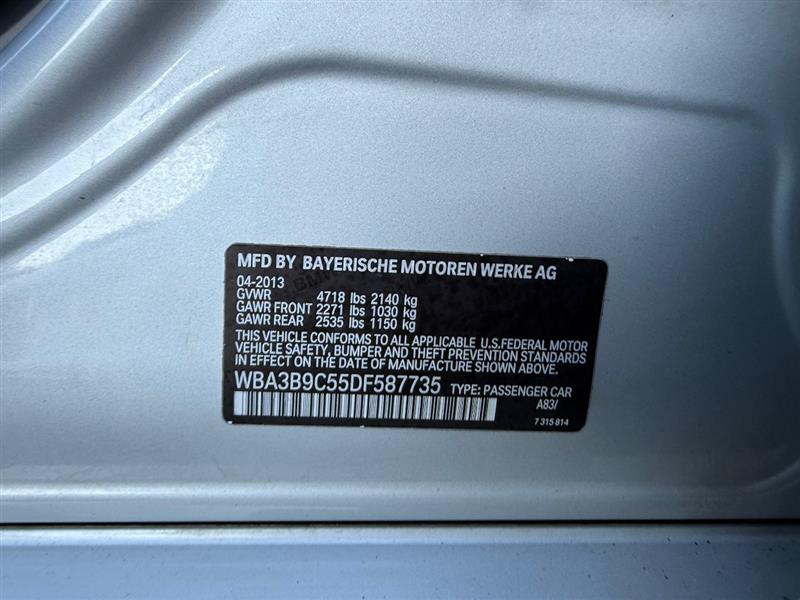 MFD BY BAYERISCHE MOTOREN WERKE AG
04-2013
GVWR 4718 lbs 2140 kg
GAWR FRONT 2271 lbs 1030 kg
GAWR REAR 2535 lbs 1150 kg
THIS VEHICLE CONFORMS TO ALL APPLICABLE U.S.FEDERAL MOTOR
VEHICLE SAFETY, BUMPER AND THEFT PREVENTION STANDARDS
IN EFFECT ON THE DATE OF MANUFACTURE SHOWN ABOVE.
WBA3B9C55DF587735 TYPE: PASSENGER CAR
A83/
7 315 814